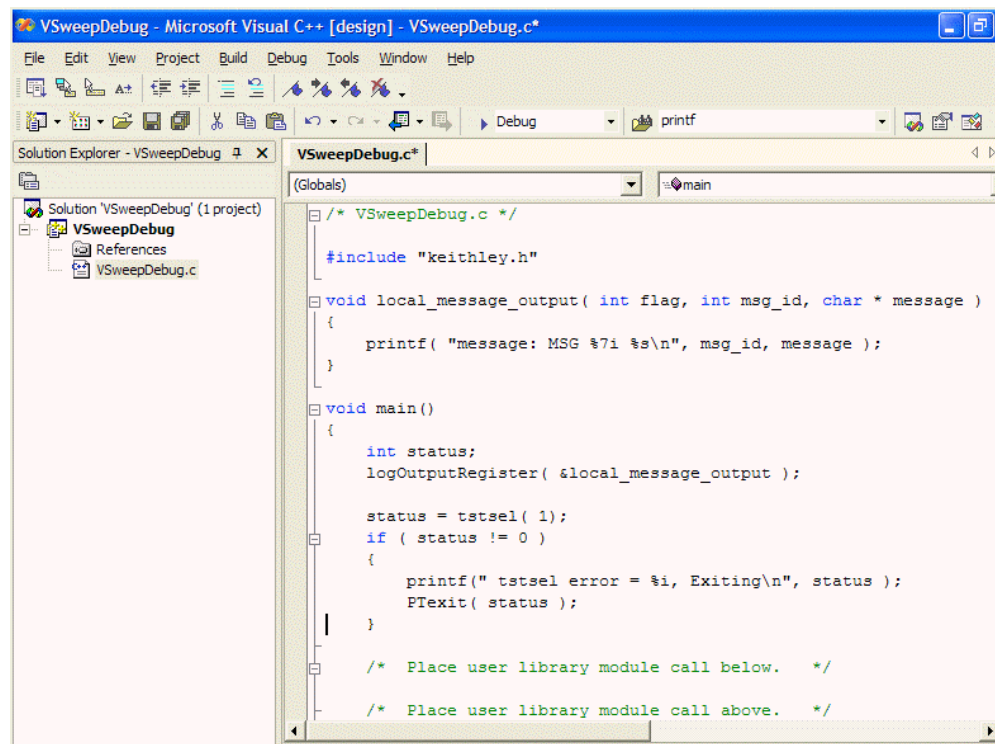 VSweepDebug - Microsoft Visual C++ [design] - VSweepDebug.c*
File Edit View Project Build Debug Tools Window Help
Debug printf
Solution Explorer - VSweepDebug
VSweepDebug.c*
(Globals) main
Solution 'VSweepDebug' (1 project)
VSweepDebug
References
VSweepDebug.c
/* VSweepDebug.c */
#include "keithley.h"
void local_message_output( int flag, int msg_id, char * message )
{
    printf( "message: MSG %7i %s\n", msg_id, message );
}
void main()
{
    int status;
    logOutputRegister( &local_message_output );
    status = tstsel( 1);
    if ( status != 0 )
    {
        printf(" tstsel error = %i, Exiting\n", status );
        PTexit( status );
    }
    /*  Place user library module call below.   */
    /*  Place user library module call above.   */